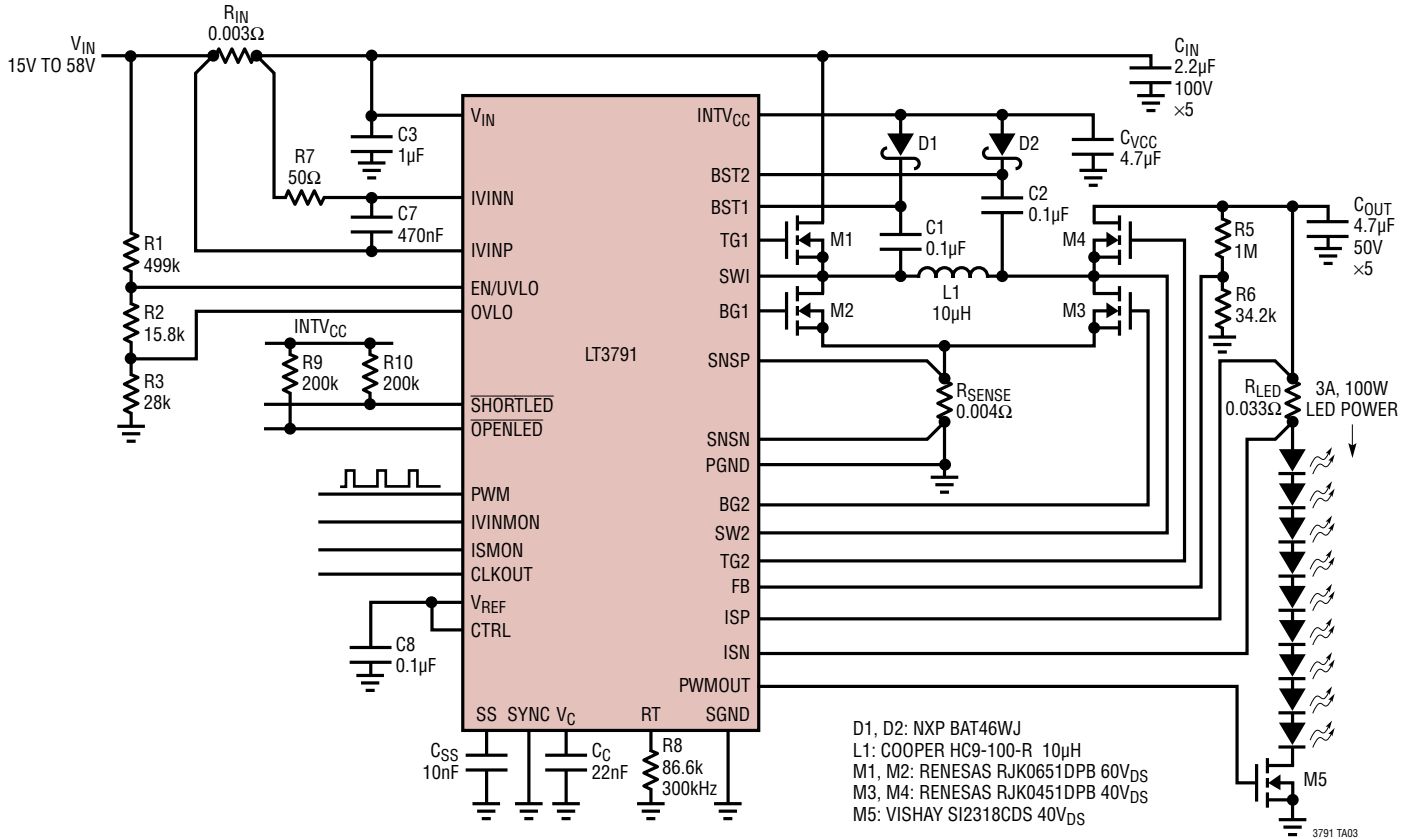 R_IN
0.003Ω
V_IN
15V TO 58V
C_IN
2.2µF
100V
×5
V_IN
C3
1µF
R7
50Ω
IVINN
C7
470nF
IVINP
R1
499k
EN/UVLO
R2
15.8k
OVLO
INTV_CC
R9
200k
R10
200k
R3
28k
SHORTLED
OPENLED
PWM
IVINMON
ISMON
CLKOUT
V_REF
CTRL
C8
0.1µF
LT3791
INTV_CC
D1
D2
C_VCC
4.7µF
BST2
BST1
C2
0.1µF
C1
0.1µF
TG1
M1
M4
SWI
L1
10µH
BG1
M2
M3
R5
1M
R6
34.2k
C_OUT
4.7µF
50V
×5
SNSP
R_SENSE
0.004Ω
SNSN
PGND
R_LED
0.033Ω
3A, 100W
LED POWER
BG2
SW2
TG2
FB
ISP
ISN
PWMOUT
SS
SYNC
V_C
RT
SGND
C_SS
10nF
C_C
22nF
R8
86.6k
300kHz
M5
D1, D2: NXP BAT46WJ
L1: COOPER HC9-100-R 10µH
M1, M2: RENESAS RJK0651DPB 60V_DS
M3, M4: RENESAS RJK0451DPB 40V_DS
M5: VISHAY SI2318CDS 40V_DS
3791 TA03